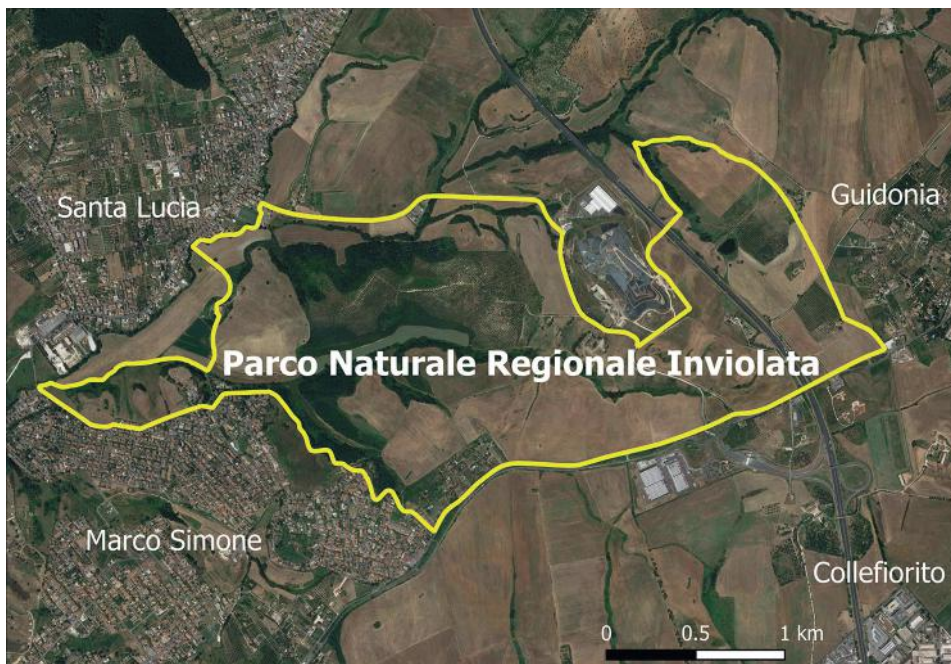 Santa Lucia
Guidonia
Parco Naturale Regionale Inviolata
Marco Simone
Collefiorito
0 0.5 1 km